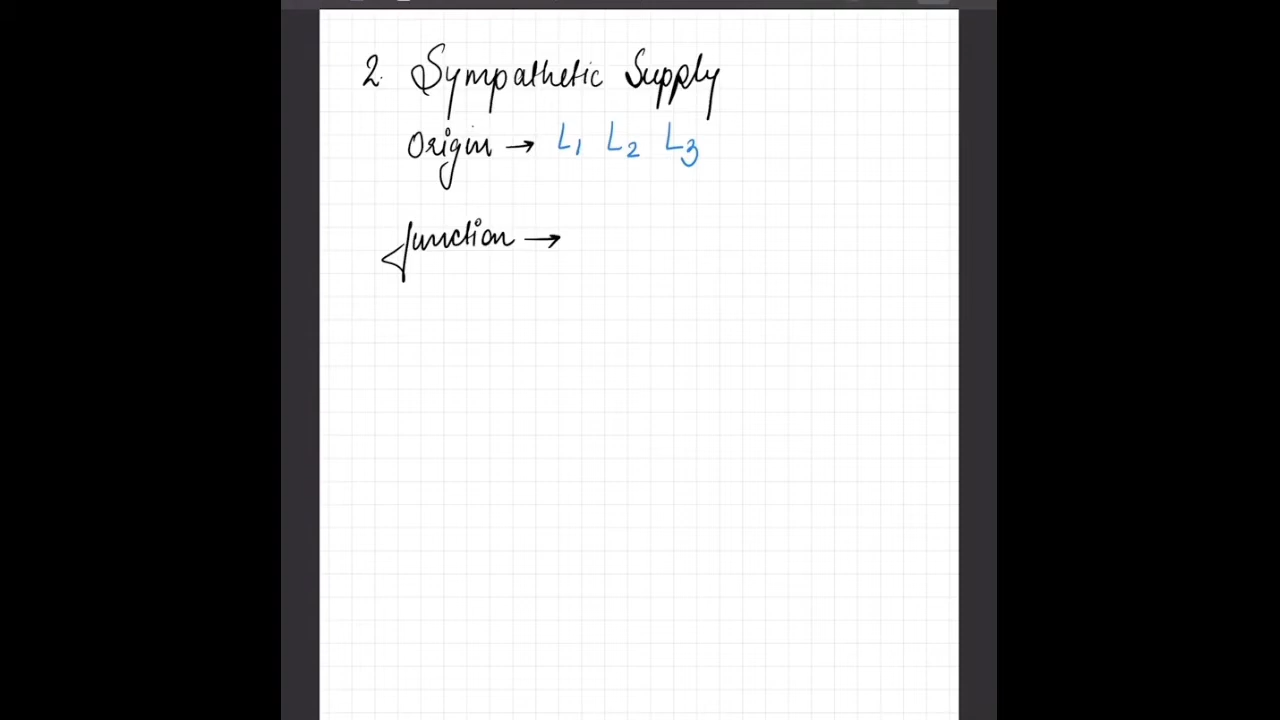 2. Sympathetic Supply
Origin → L1 L2 L3
function →